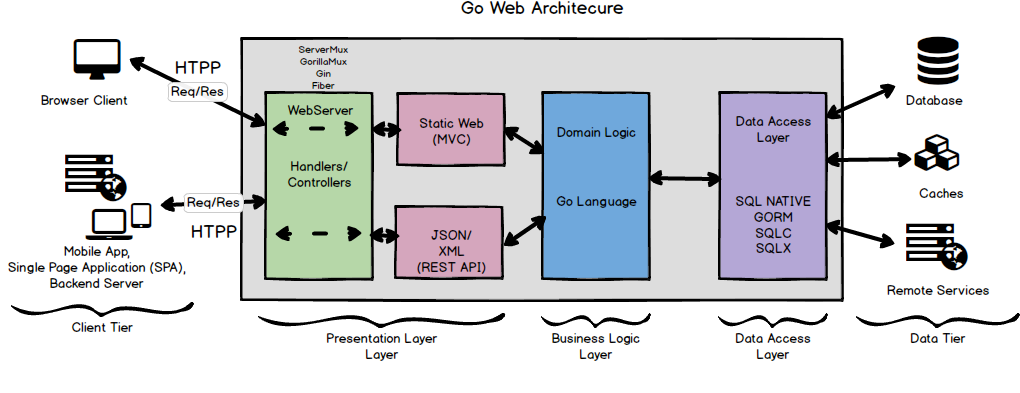 Go Web Architecure
Browser Client
HTPP
Req/Res
ServerMux
GorillaMux
Gin
Fiber
WebServer
Handlers/
Controllers
Static Web
(MVC)
JSON/
XML
(REST API)
Domain Logic
Go Language
Data Access
Layer
SQL NATIVE
GORM
SQLC
SQLX
Database
Caches
Remote Services
Req/Res
HTPP
Mobile App,
Single Page Application (SPA),
Backend Server
Client Tier
Presentation Layer
Layer
Business Logic
Layer
Data Access
Layer
Data Tier